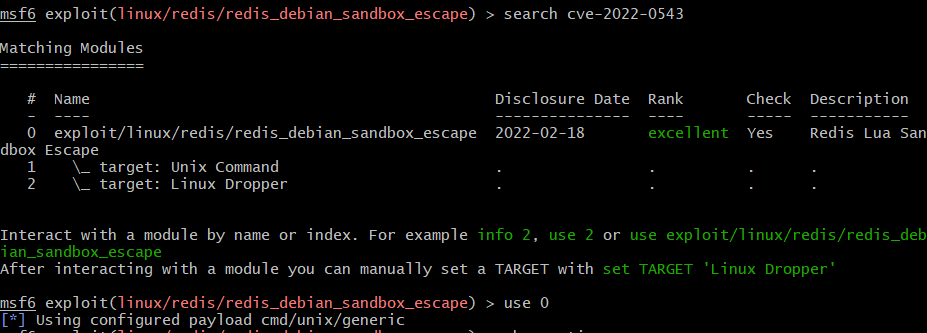 msf6 exploit(linux/redis/redis_debian_sandbox_escape) > search cve-2022-0543
Matching Modules
================
#  Name                                             Disclosure Date  Rank       Check  Description
-  ----                                             ---------------  ----       -----  -----------
0  exploit/linux/redis/redis_debian_sandbox_escape  2022-02-18       excellent  Yes    Redis Lua San
dbox Escape
1    \_ target: Unix Command                        .                .          .      .
2    \_ target: Linux Dropper                       .                .          .      .
Interact with a module by name or index. For example info 2, use 2 or use exploit/linux/redis/redis_deb
ian_sandbox_escape
After interacting with a module you can manually set a TARGET with set TARGET 'Linux Dropper'
msf6 exploit(linux/redis/redis_debian_sandbox_escape) > use 0
[*] Using configured payload cmd/unix/generic